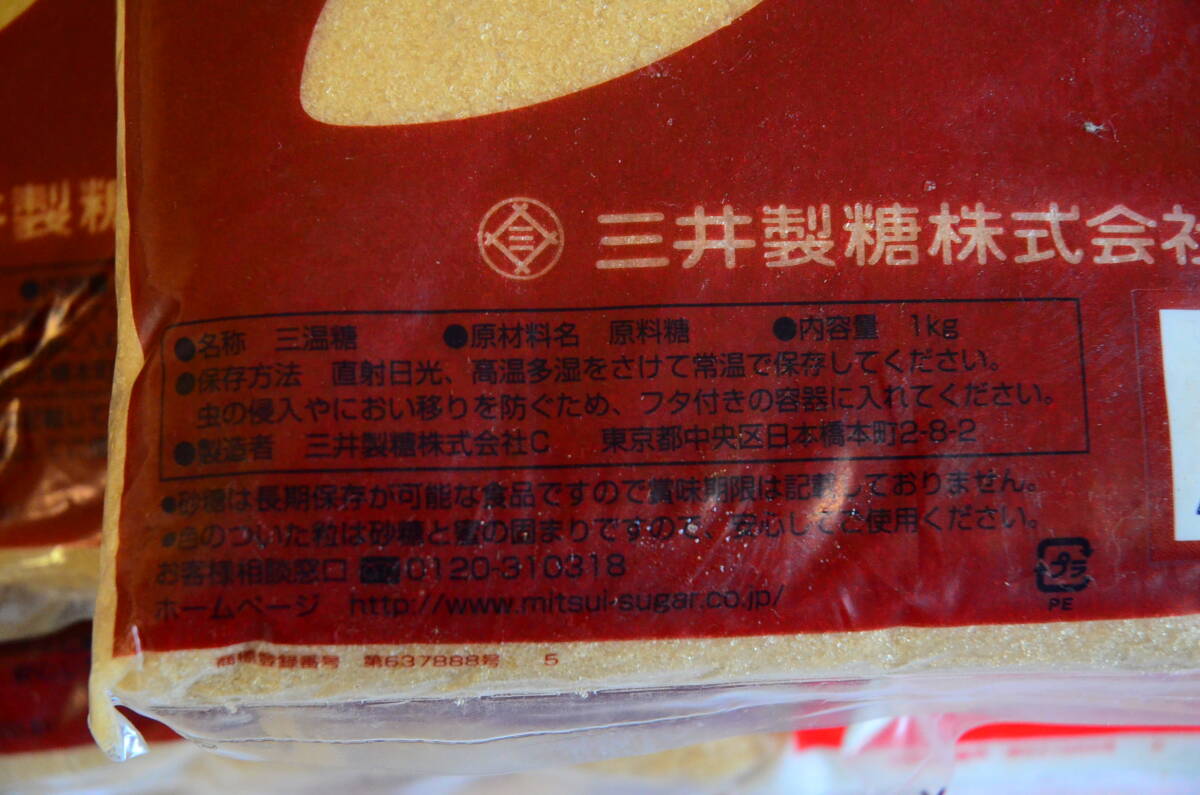 三井製糖株式会社
●名称 三温糖 ●原材料名 原料糖 ●内容量 1kg
●保存方法 直射日光、高温多湿をさけて常温で保存してください。
虫の侵入やにおい移りを防ぐため、フタ付きの容器に入れてください。
●製造者 三井製糖株式会社C 東京都中央区日本橋本町2-8-2
●砂糖は長期保存が可能な食品ですので賞味期限は記載しておりません。
●色のついた粒は砂糖と蜜の固まりですので、安心してご使用ください。
お客様相談窓口 0120-310318
ホームページ http://www.mitsui-sugar.co.jp/
プラ
PE
商標登録番号 第637888号 5
井製糖